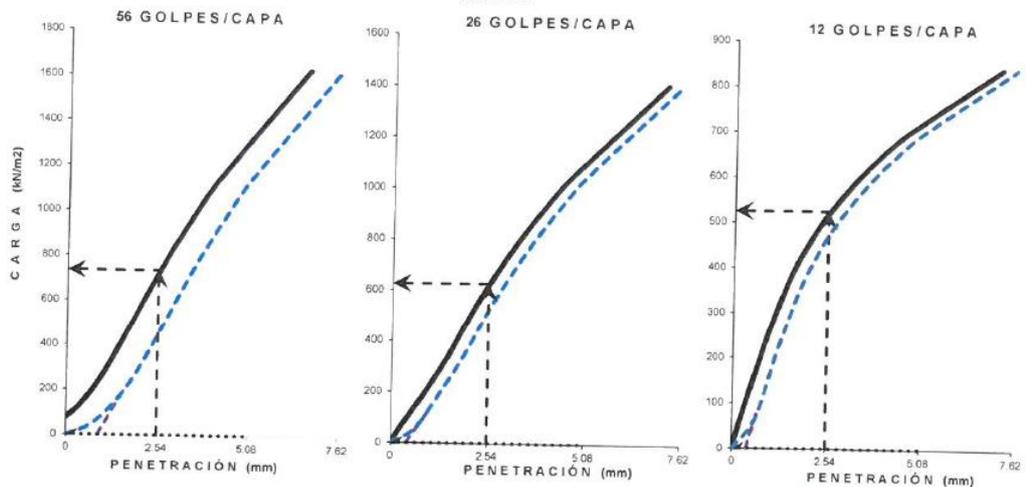 56 GOLPES/CAPA
1800
1600
1400
1200
1000
800
600
400
200
0
CARGA (kN/m2)
0 2.54 5.08 7.62
PENETRACIÓN (mm)
26 GOLPES/CAPA
1600
1400
1200
1000
800
600
400
200
0
0 2.54 5.08 7.62
PENETRACIÓN (mm)
12 GOLPES/CAPA
900
800
700
600
500
400
300
200
100
0
0 2.54 5.08 7.62
PENETRACIÓN (mm)